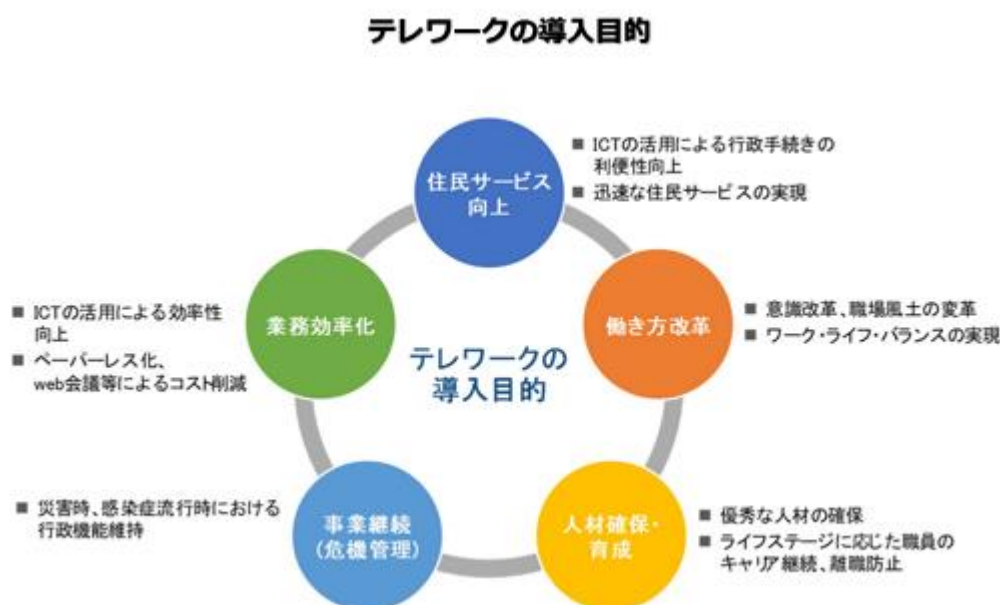 テレワークの導入目的
住民サービス
向上
■ ICTの活用による行政手続きの
利便性向上
■ 迅速な住民サービスの実現
働き方改革
■ 意識改革、職場風土の変革
■ ワーク・ライフ・バランスの実現
人材確保・
育成
■ 優秀な人材の確保
■ ライフステージに応じた職員の
キャリア継続、離職防止
事業継続
(危機管理)
■ 災害時、感染症流行時における
行政機能維持
業務効率化
■ ICTの活用による効率性
向上
■ ペーパーレス化、
web会議等によるコスト削減
テレワークの
導入目的